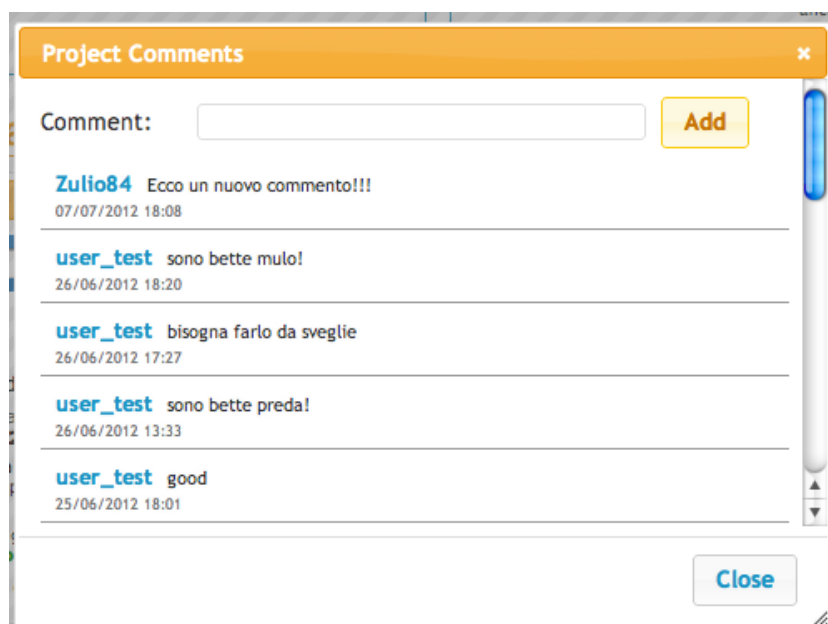 Project Comments
Comment: Add
Zulio84 Ecco un nuovo commento!!!
07/07/2012 18:08
user_test sono bette mulo!
26/06/2012 18:20
user_test bisogna farlo da sveglie
26/06/2012 17:27
user_test sono bette preda!
26/06/2012 13:33
user_test good
25/06/2012 18:01
Close